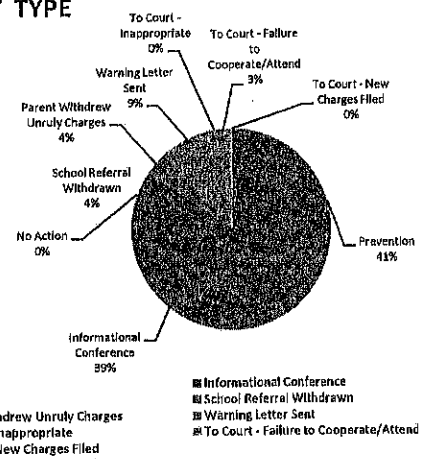 TYPE
To Court -
Inappropriate
0%
To Court - Failure
to
Cooperate/Attend
3%
To Court - New
Charges Filed
0%
Warning Letter
Sent
9%
Parent Withdrew
Unruly Charges
4%
School Referral
Withdrawn
4%
No Action
0%
Prevention
41%
Informational
Conference
39%
Informational Conference
School Referral Withdrawn
drew Unruly Charges
Warning Letter Sent
nappropriate
To Court - Failure to Cooperate/Attend
New Charges Filed